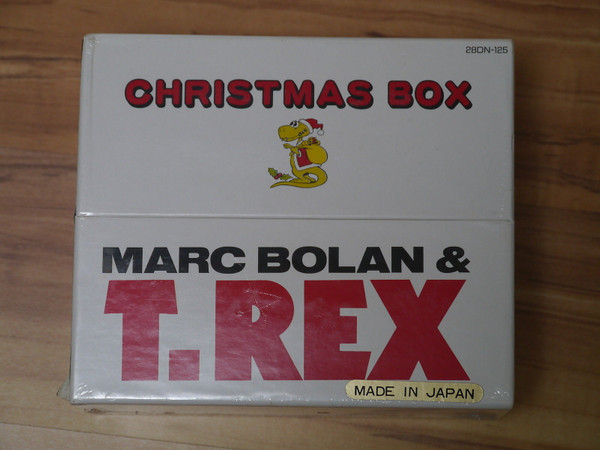 28DN-125
CHRISTMAS BOX
MARC BOLAN &
T.REX
MADE IN JAPAN